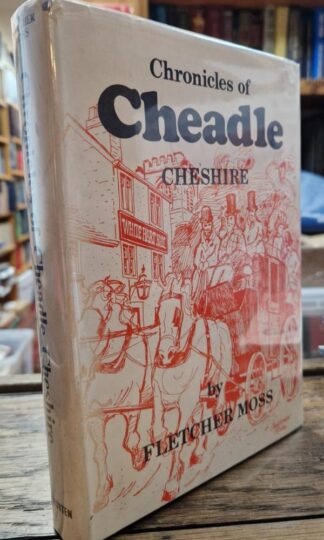 Chronicles of
Cheadle
CHESHIRE
by
FLETCHER MOSS